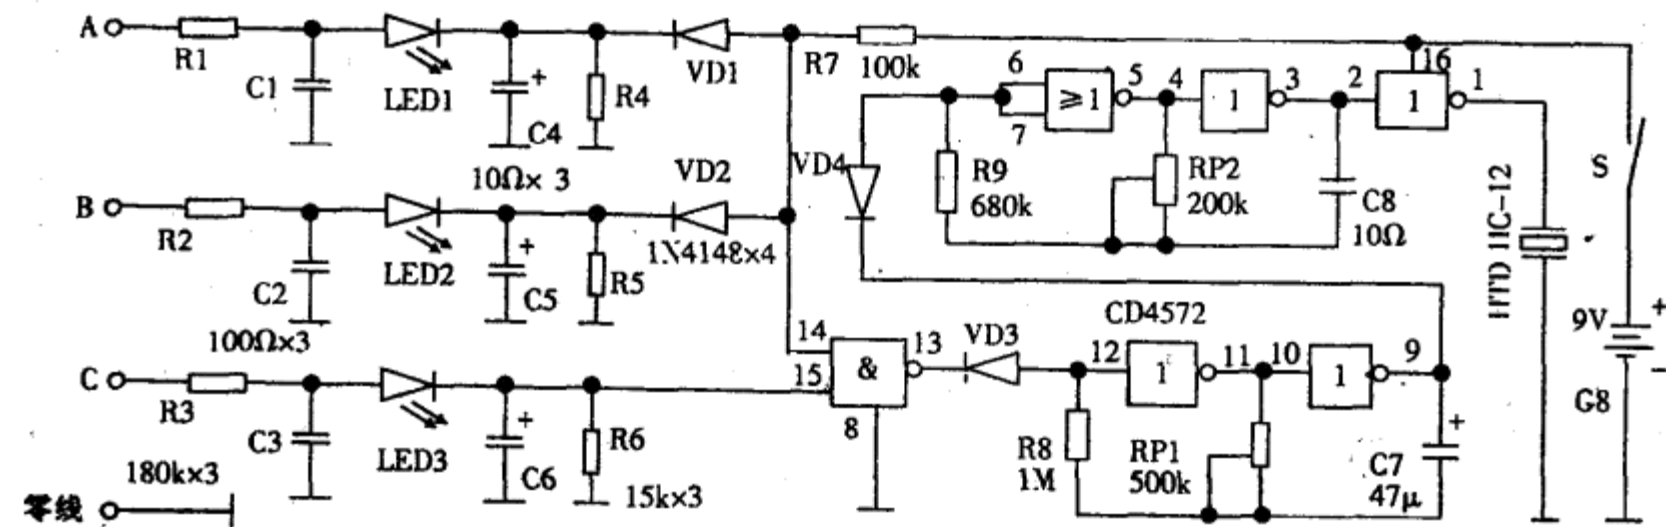 A
R1
C1
LED1
+
C4
R4
VD1
R7
100k
6
7
≥1
5
4
1
3
2
16
1
1
10Ω×3
VD2
VD4
R9
680k
RP2
200k
C8
10Ω
S
B
R2
C2
LED2
+
C5
R5
1N4148×4
HTD
HC-12
100Ω×3
9V
+
−
G8
CD4572
14
15
&
13
8
VD3
12
1
11
10
1
9
C
R3
C3
LED3
+
C6
R6
R8
1M
RP1
500k
+
C7
47μ
180k×3
15k×3
零线